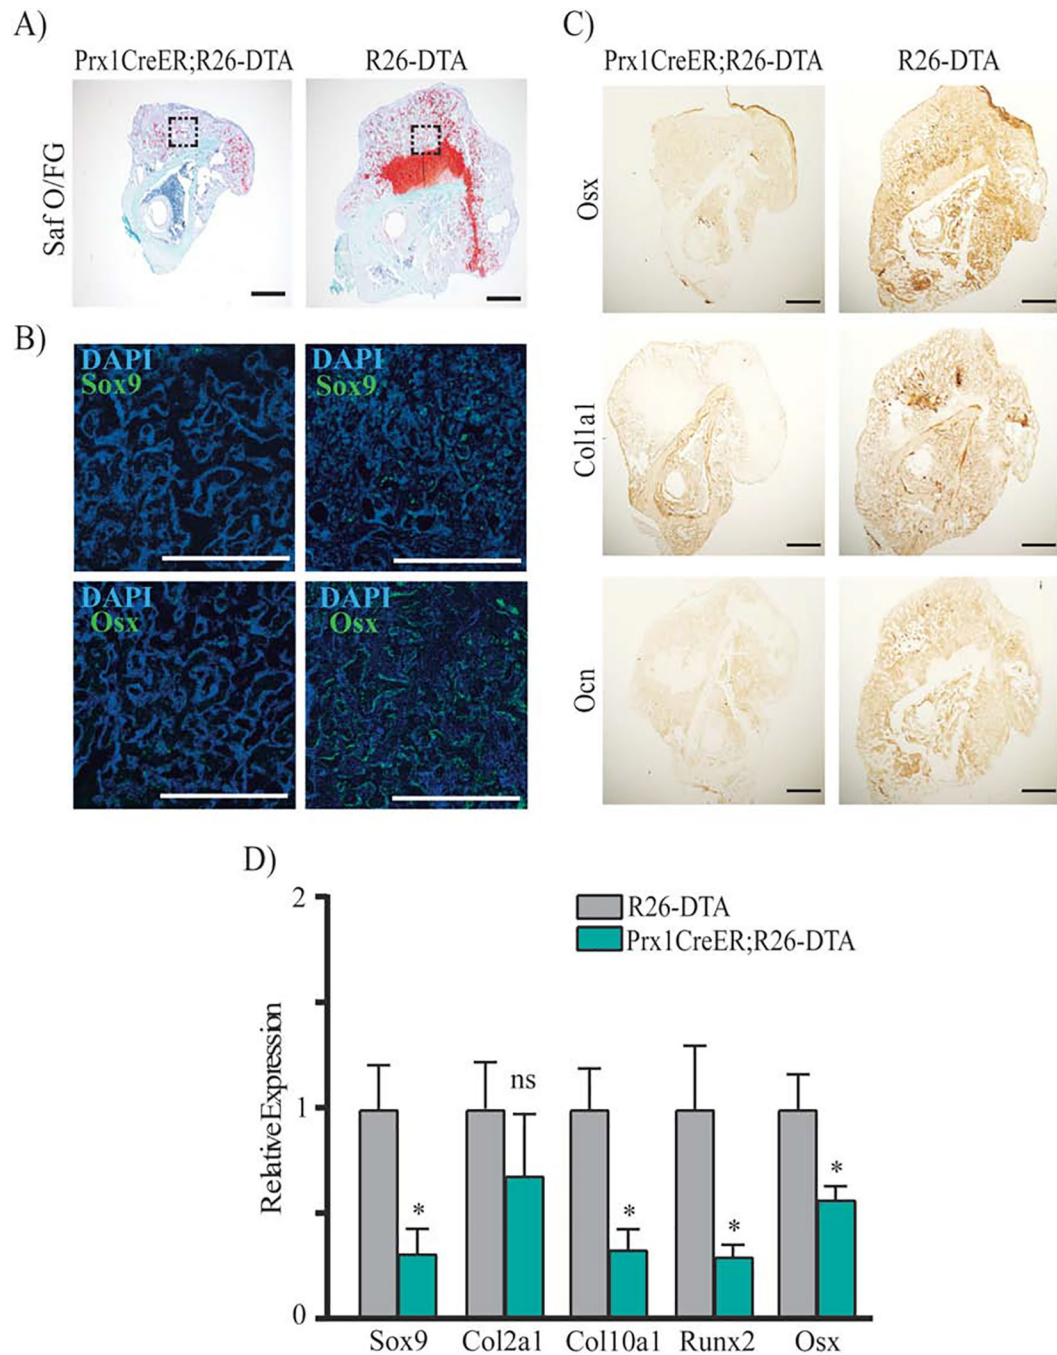 A)
Prx1CreER;R26-DTA
R26-DTA
Saf O/FG
B)
DAPI
Sox9
DAPI
Sox9
DAPI
Osx
DAPI
Osx
C)
Prx1CreER;R26-DTA
R26-DTA
Osx
Col1a1
Ocn
D)
R26-DTA
Prx1CreER;R26-DTA
Relative Expression
2
1
0
ns
*
*
*
*
Sox9 Col2a1 Col10a1 Runx2 Osx